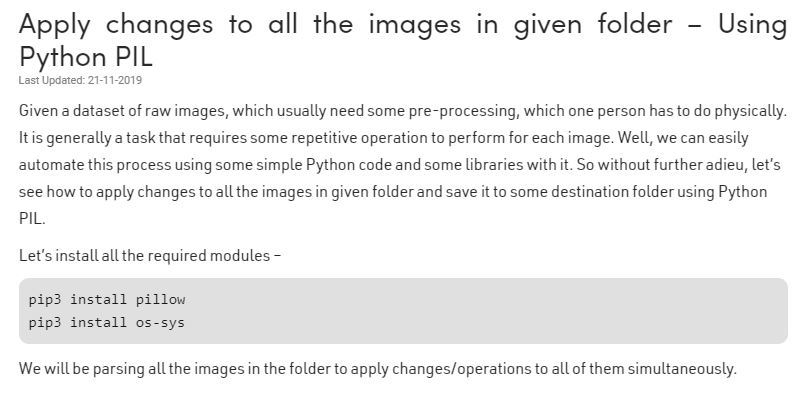 Apply changes to all the images in given folder – Using
Python PIL
Last Updated: 21-11-2019
Given a dataset of raw images, which usually need some pre-processing, which one person has to do physically.
It is generally a task that requires some repetitive operation to perform for each image. Well, we can easily
automate this process using some simple Python code and some libraries with it. So without further adieu, let’s
see how to apply changes to all the images in given folder and save it to some destination folder using Python
PIL.
Let’s install all the required modules –
pip3 install pillow
pip3 install os-sys
We will be parsing all the images in the folder to apply changes/operations to all of them simultaneously.